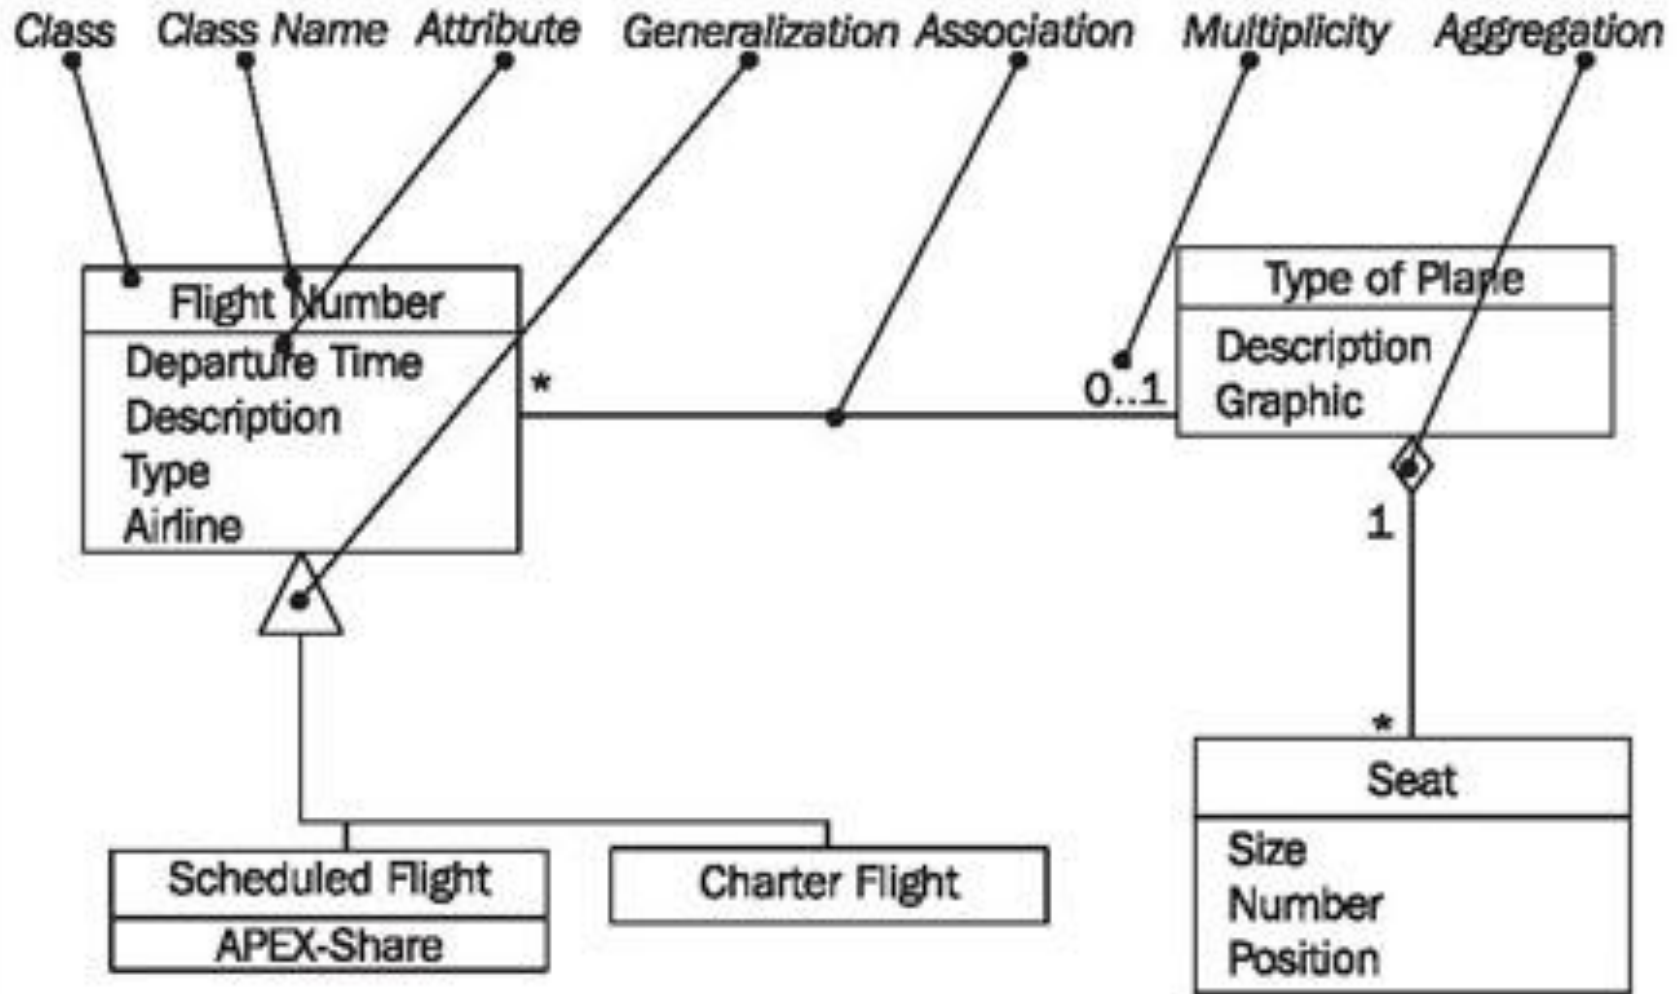 Class Class Name Attribute Generalization Association Multiplicity Aggregation
Flight Number
Departure Time
Description
Type
Airline
*
0..1
Type of Plane
Description
Graphic
1
*
Seat
Size
Number
Position
Scheduled Flight
APEX-Share
Charter Flight